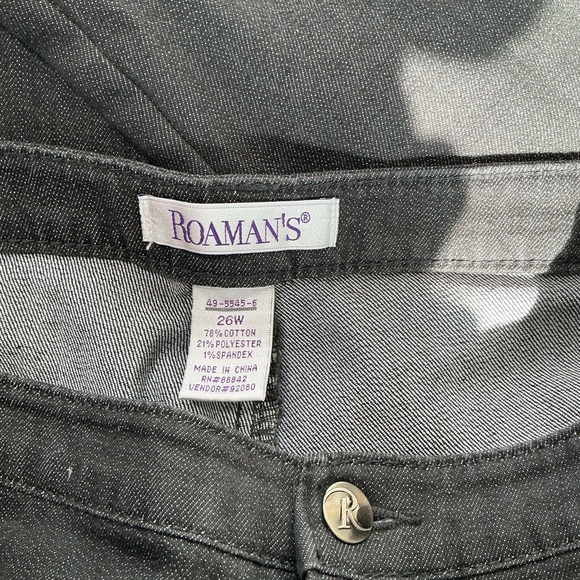 ROAMAN'S®
49-5545-6
26W
78% COTTON
21% POLYESTER
1% SPANDEX
MADE IN CHINA
RN#88842
VENDOR#92080
R